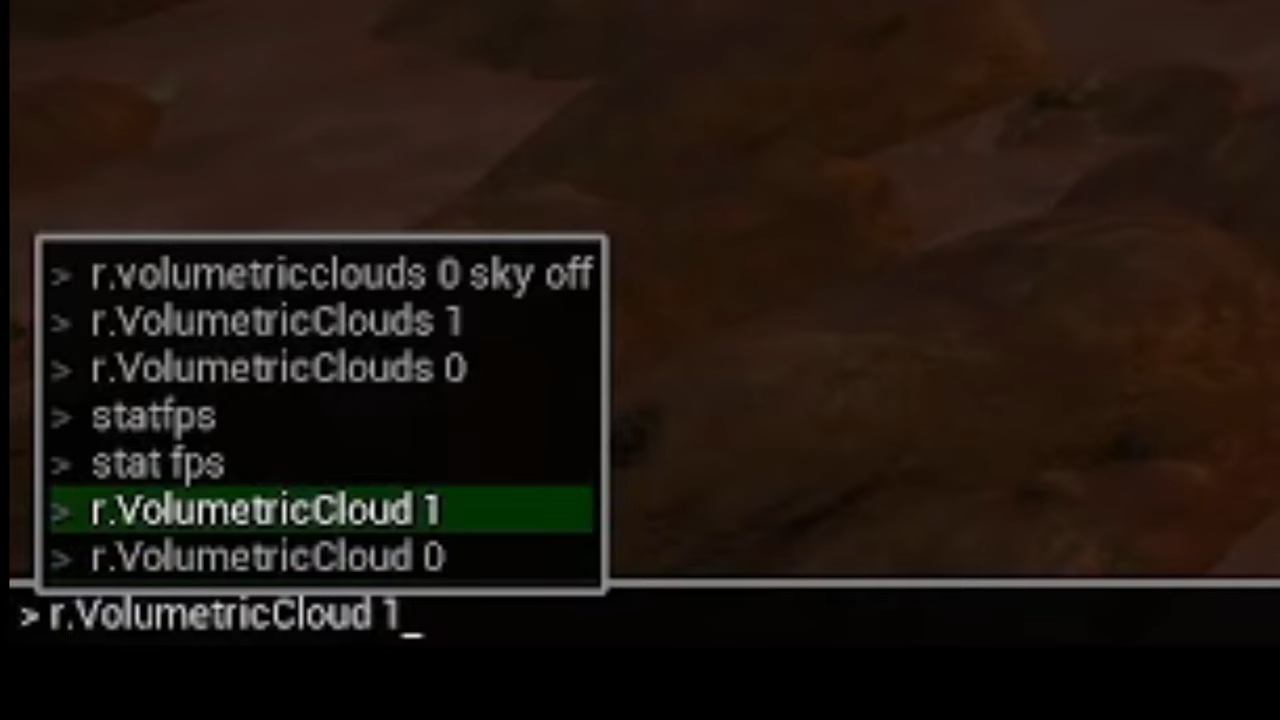 > r.volumetricclouds 0 sky off
> r.VolumetricClouds 1
> r.VolumetricClouds 0
> statfps
> stat fps
> r.VolumetricCloud 1
> r.VolumetricCloud 0
> r.VolumetricCloud 1_